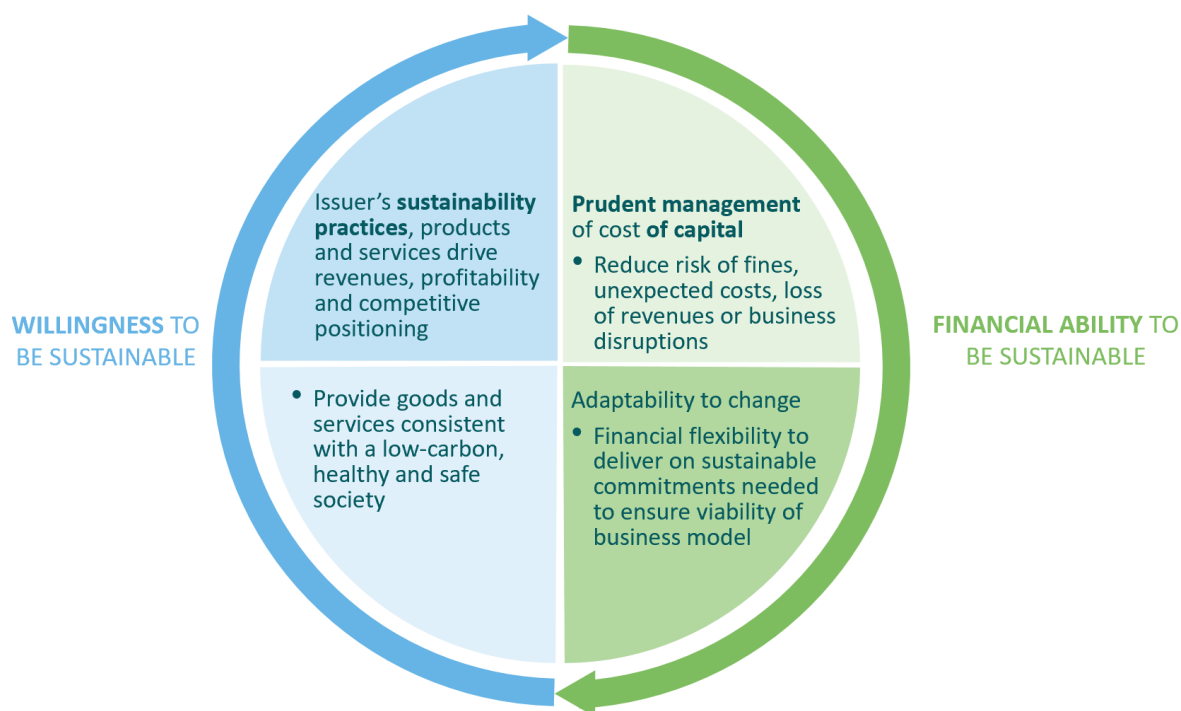 Issuer’s sustainability
practices, products
and services drive
revenues, profitability
and competitive
positioning
Prudent management
of cost of capital
• Reduce risk of fines,
unexpected costs, loss
of revenues or business
disruptions
WILLINGNESS TO
BE SUSTAINABLE
FINANCIAL ABILITY TO
BE SUSTAINABLE
• Provide goods and
services consistent
with a low-carbon,
healthy and safe
society
Adaptability to change
• Financial flexibility to
deliver on sustainable
commitments needed
to ensure viability of
business model